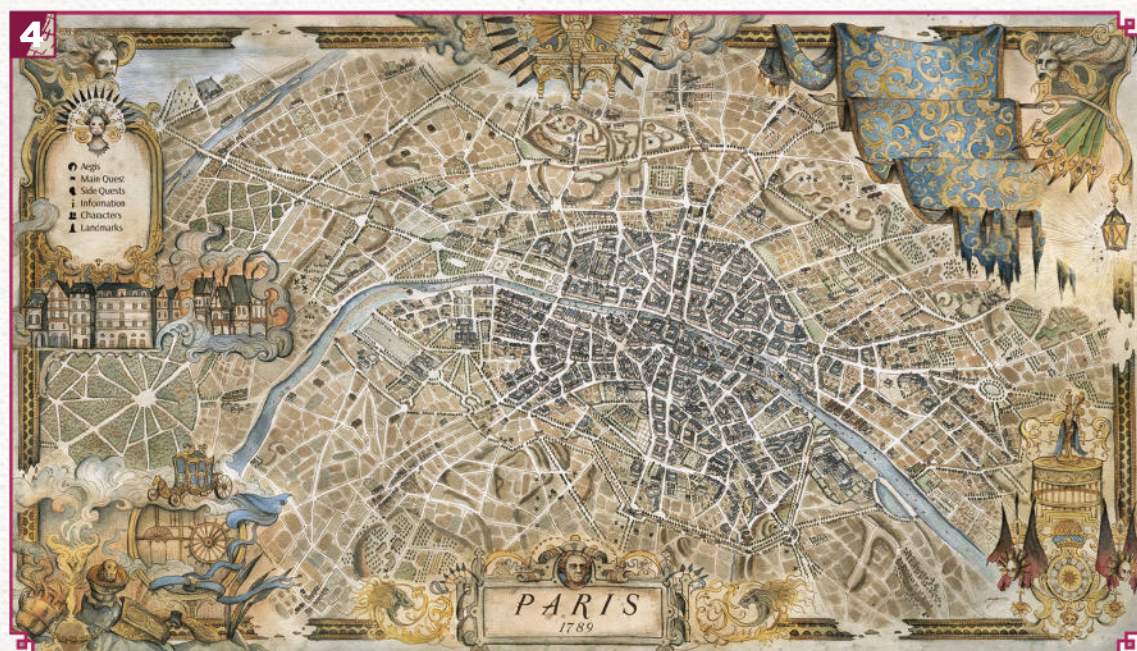 4
Aegis
Main Quest
Side Quests
Information
Characters
Landmarks
PARIS
1789